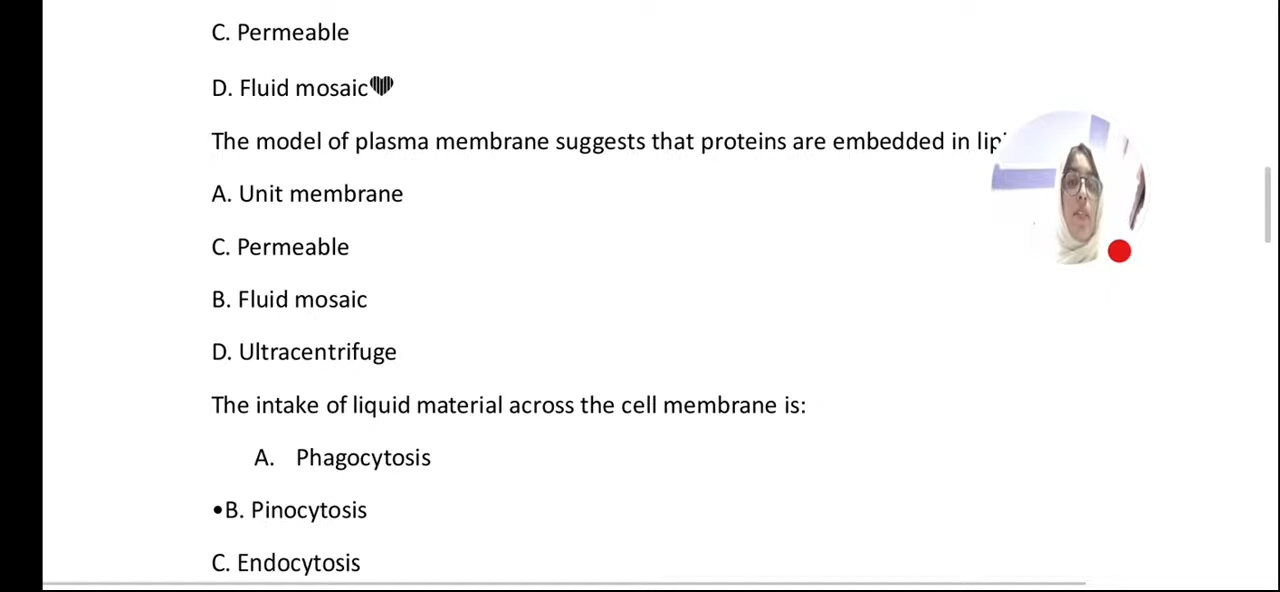 C. Permeable
D. Fluid mosaic
The model of plasma membrane suggests that proteins are embedded in
A. Unit membrane
C. Permeable
B. Fluid mosaic
D. Ultracentrifuge
The intake of liquid material across the cell membrane is:
A. Phagocytosis
•B. Pinocytosis
C. Endocytosis